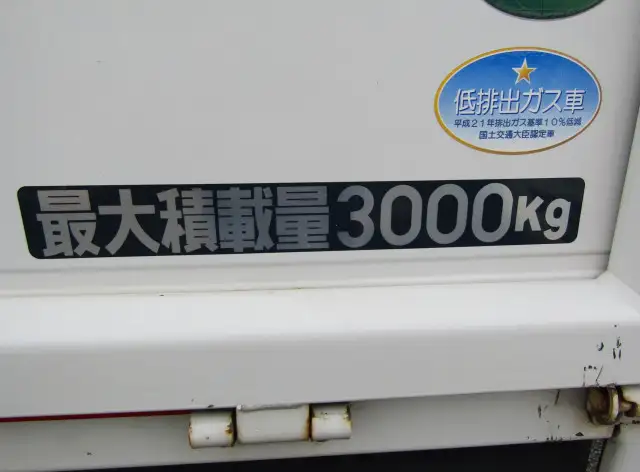 低排出ガス車
平成21年排出ガス基準10%低減
国土交通大臣認定車
最大積載量3000Kg